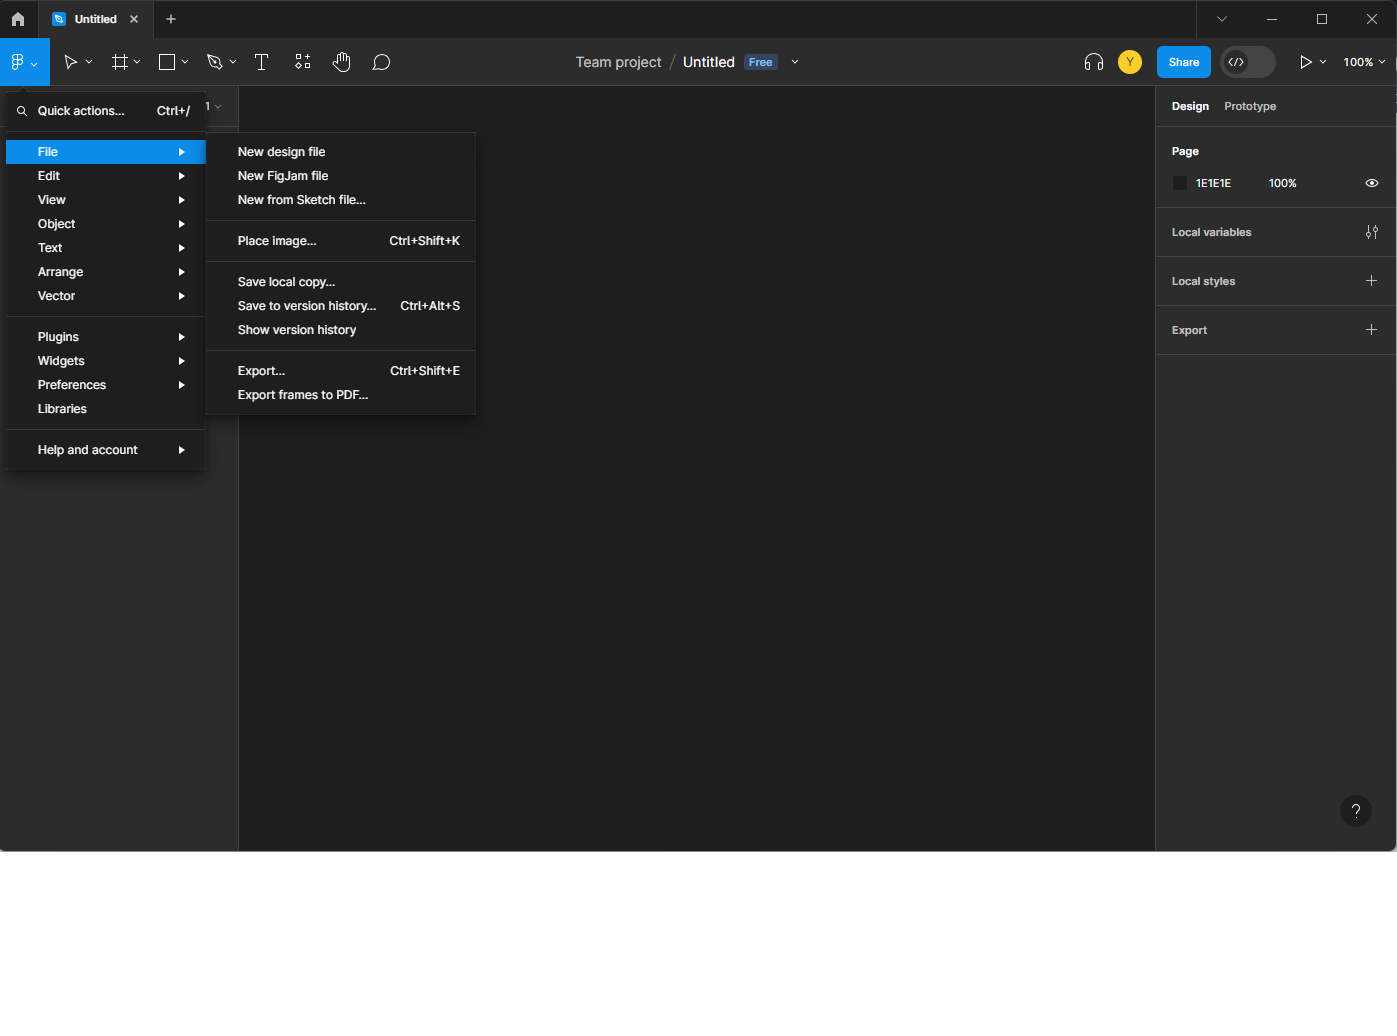 Untitled
Team project / Untitled Free
Y
Share
100%
Quick actions... Ctrl+/
1
File
Edit
View
Object
Text
Arrange
Vector
Plugins
Widgets
Preferences
Libraries
Help and account
New design file
New FigJam file
New from Sketch file...
Place image... Ctrl+Shift+K
Save local copy...
Save to version history... Ctrl+Alt+S
Show version history
Export... Ctrl+Shift+E
Export frames to PDF...
Design Prototype
Page
1E1E1E 100%
Local variables
Local styles
Export
?